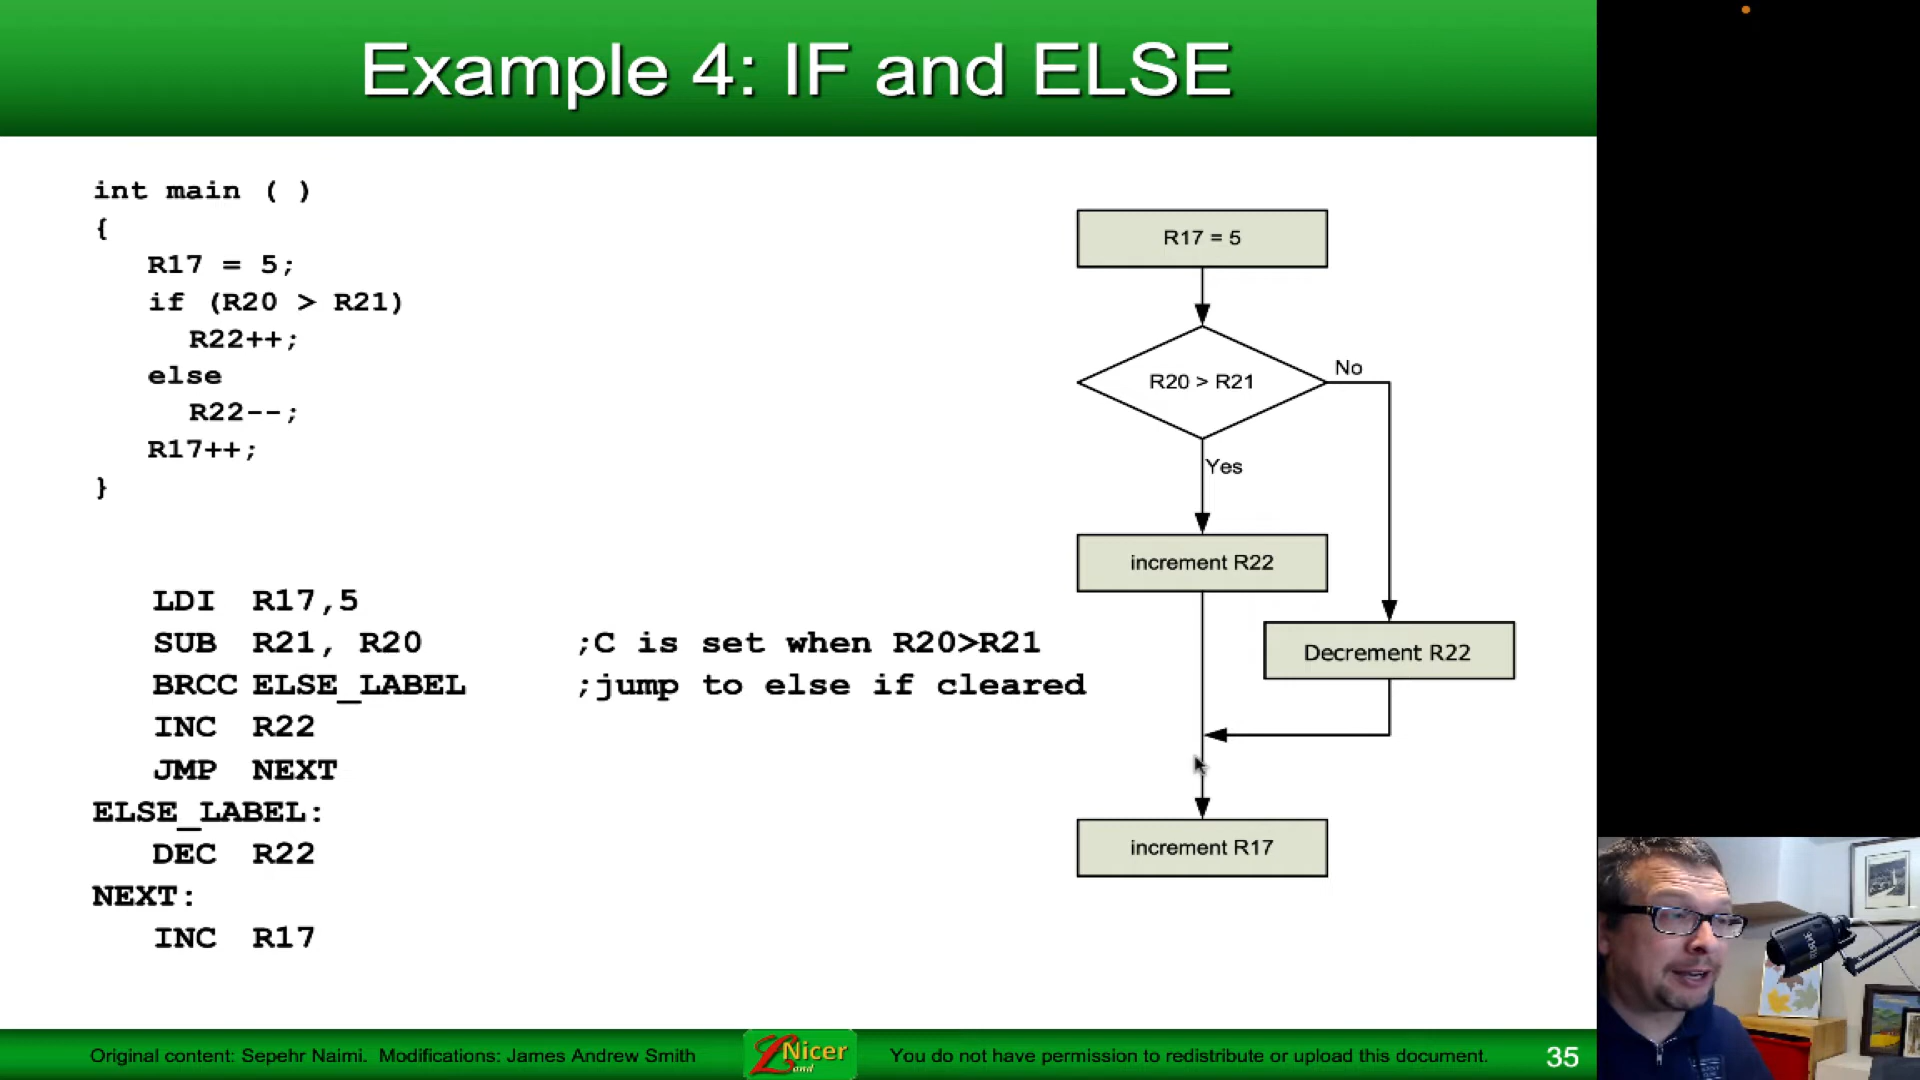 Example 4: IF and ELSE
int main ( )
{
R17 = 5;
if (R20 > R21)
R22++;
else
R22--;
R17++;
}
LDI R17,5
SUB R21, R20 ;C is set when R20>R21
BRCC ELSE_LABEL ;jump to else if cleared
INC R22
JMP NEXT
ELSE_LABEL:
DEC R22
NEXT:
INC R17
R17 = 5
R20 > R21
No
Yes
increment R22
Decrement R22
increment R17
Original content: Sepehr Naimi. Modifications: James Andrew Smith
Nicer
Land
You do not have permission to redistribute or upload this document.
35